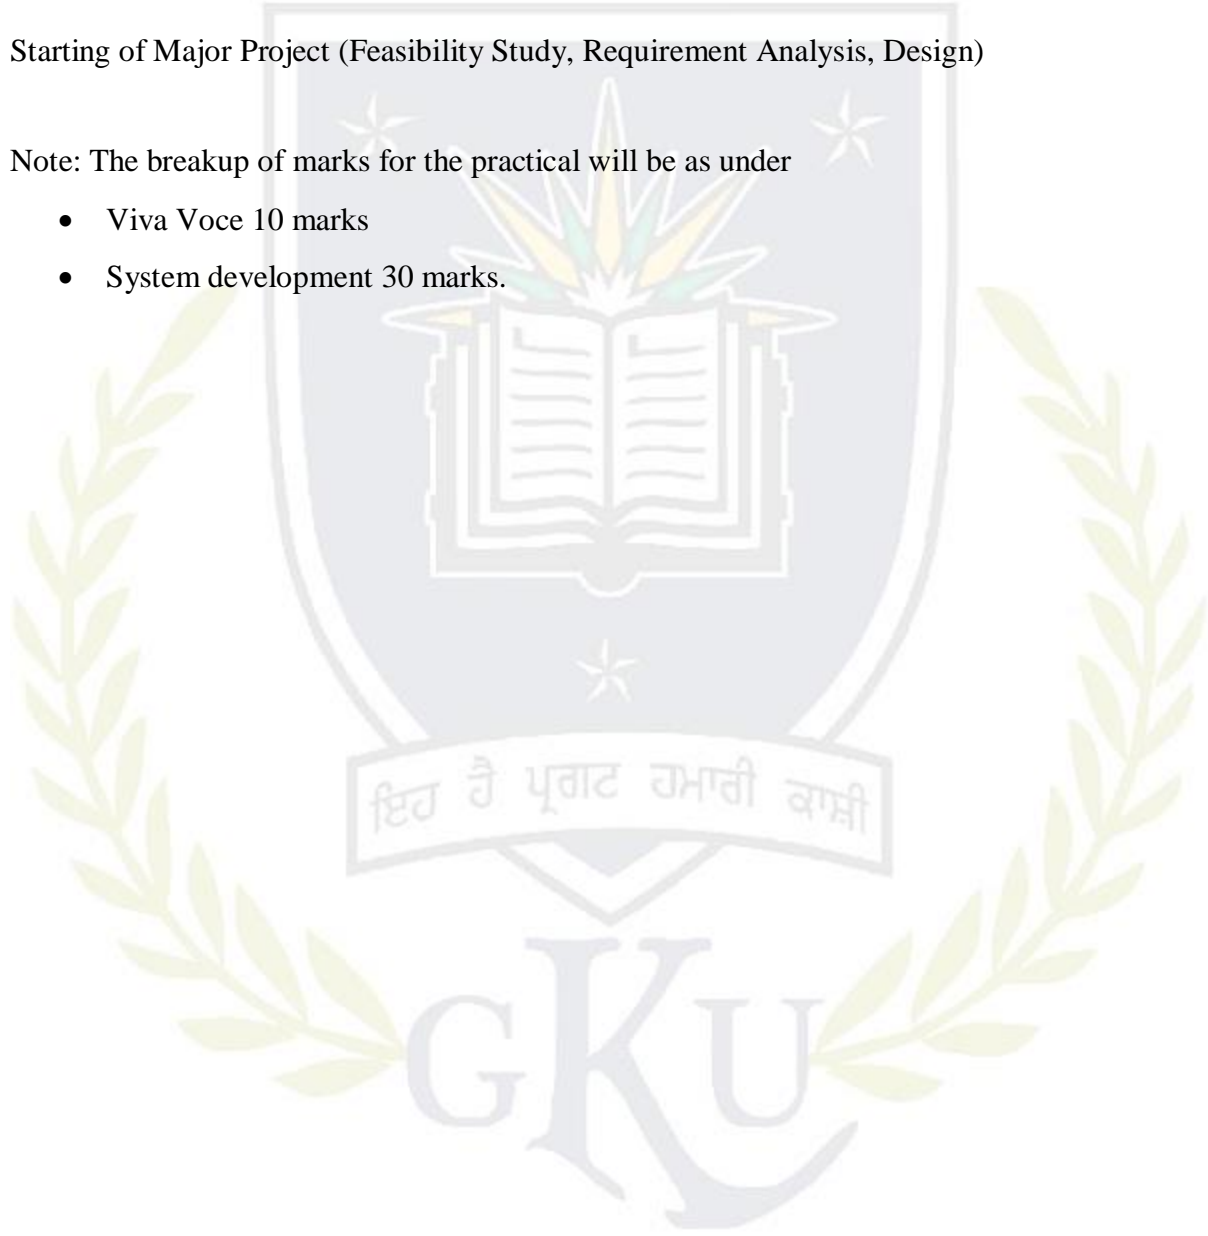 Starting of Major Project (Feasibility Study, Requirement Analysis, Design)
Note: The breakup of marks for the practical will be as under
• Viva Voce 10 marks
• System development 30 marks.
ਇਹ ਹੈ ਪ੍ਰਗਟ ਹਮਾਰੀ ਕਾਸ਼ੀ
GKU